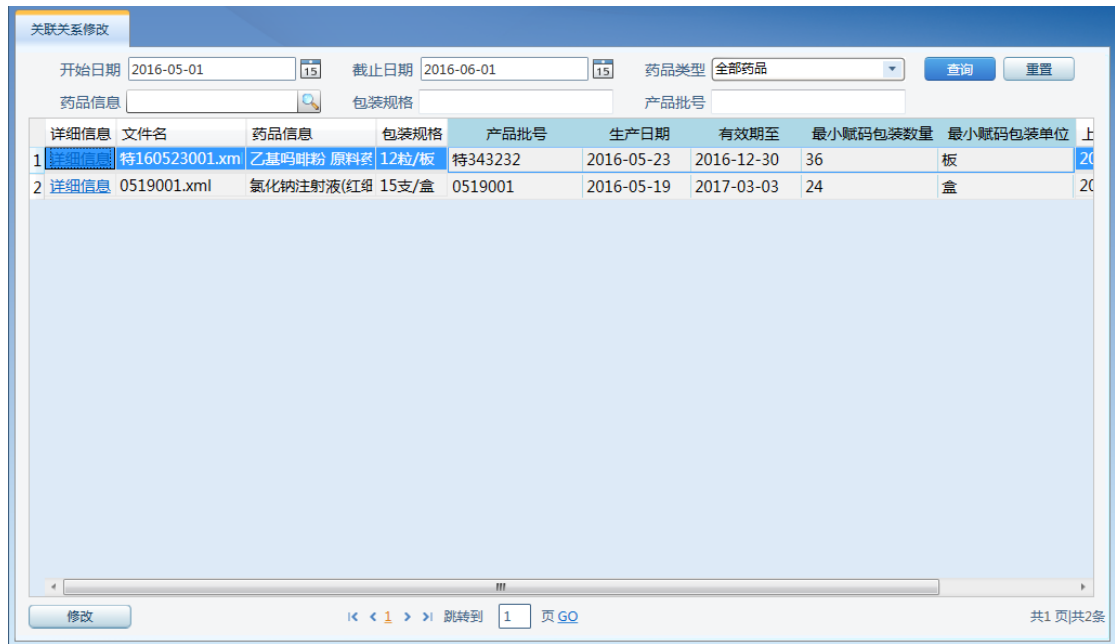 关联关系修改
开始日期 2016-05-01 15 截止日期 2016-06-01 15 药品类型 全部药品 查询 重置
药品信息 包装规格 产品批号
详细信息 文件名 药品信息 包装规格 产品批号 生产日期 有效期至 最小赋码包装数量 最小赋码包装单位 上
1 详细信息 特160523001.xm 乙基吗啡粉 原料药 12粒/板 特343232 2016-05-23 2016-12-30 36 板 20
2 详细信息 0519001.xml 氯化钠注射液(红细 15支/盒 0519001 2016-05-19 2017-03-03 24 盒 20
修改 1 跳转到 1 页 GO 共1 页|共2条